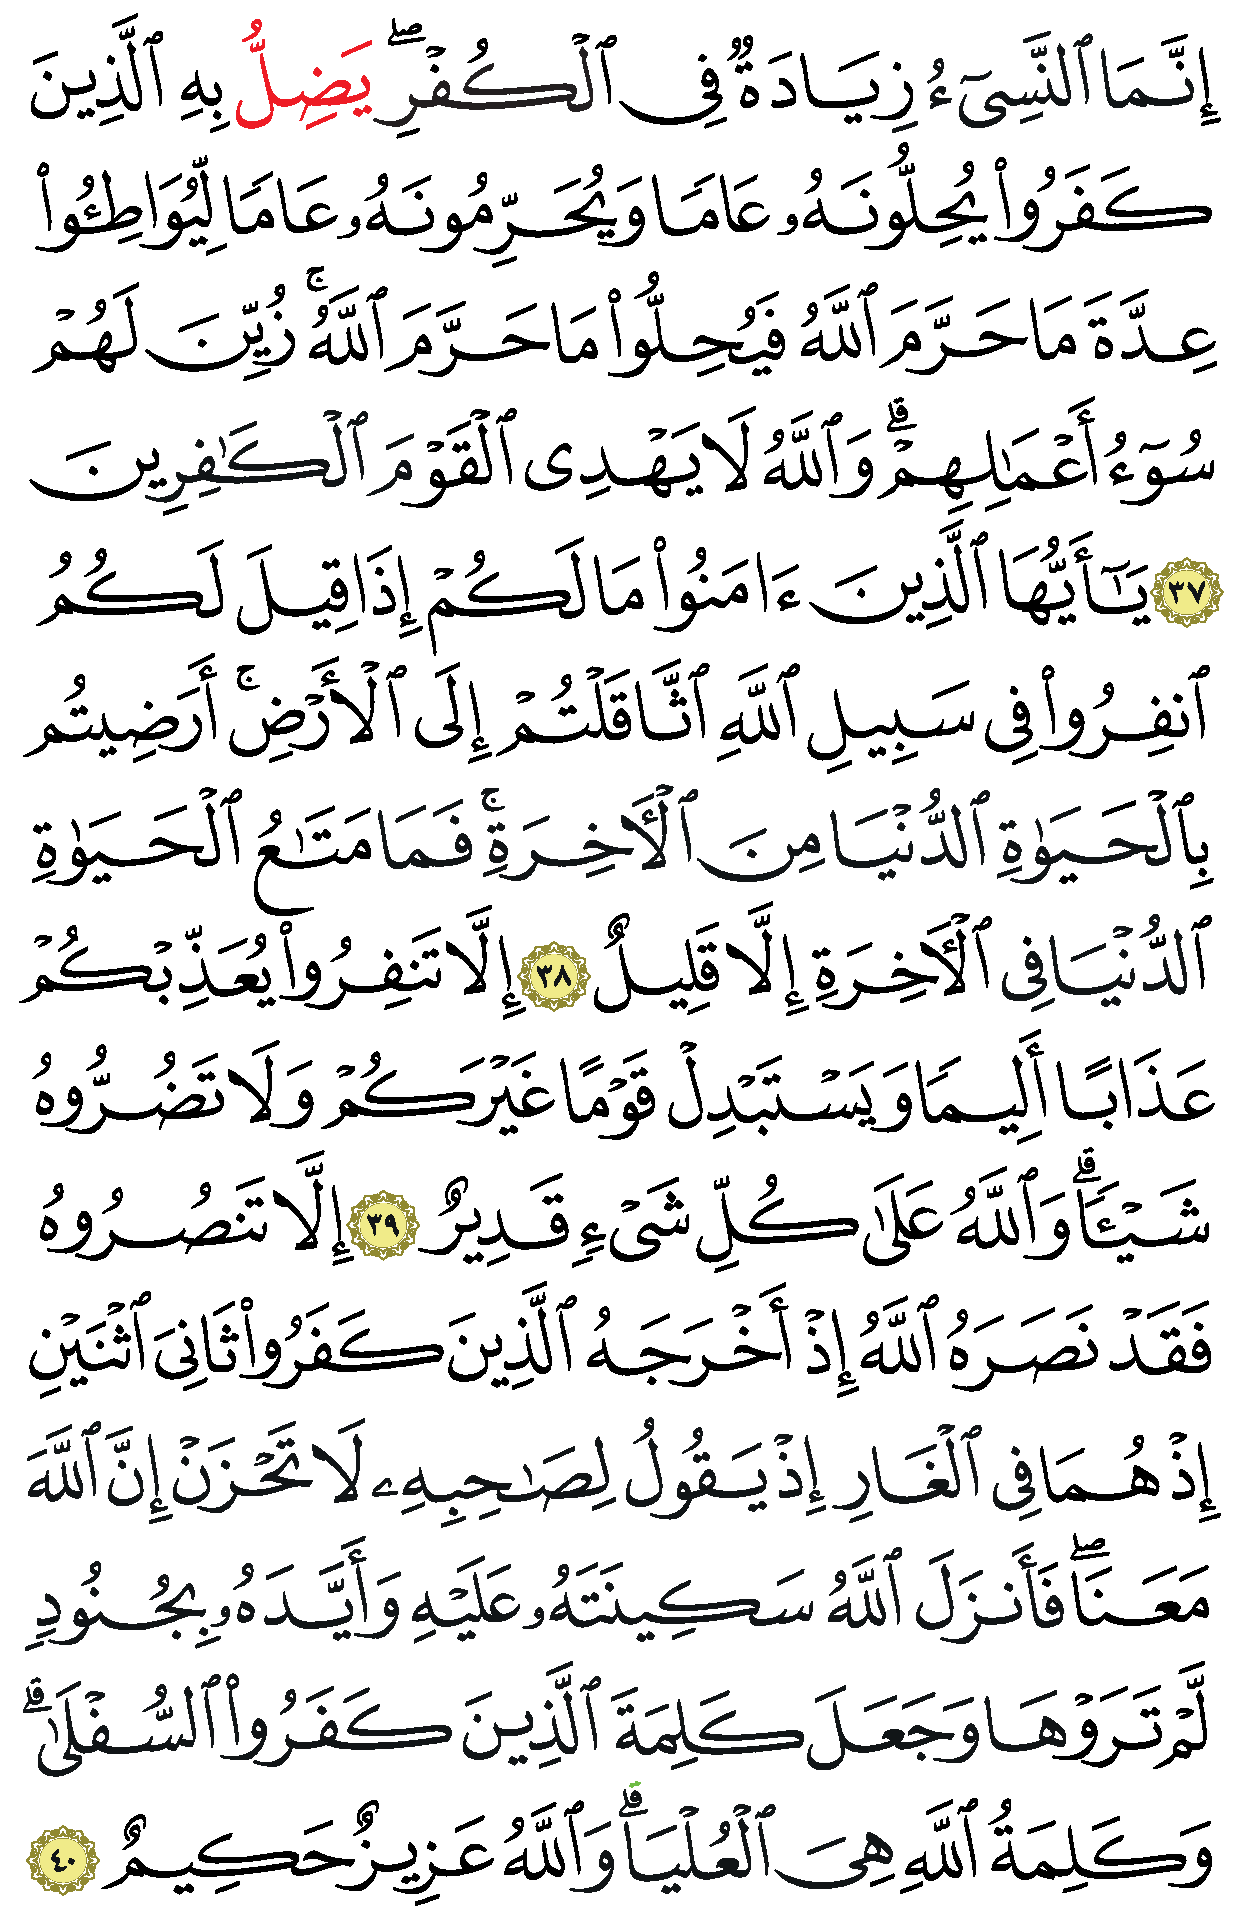 إِنَّمَا ٱلنَّسِىٓءُ زِيَادَةٌ فِى ٱلْكُفْرِ ۖ يَضِلُّ بِهِ ٱلَّذِينَ
كَفَرُوا۟ يُحِلُّونَهُۥ عَامًا وَيُحَرِّمُونَهُۥ عَامًا لِّيُوَاطِـُٔوا۟
عِدَّةَ مَا حَرَّمَ ٱللَّهُ فَيُحِلُّوا۟ مَا حَرَّمَ ٱللَّهُ ۚ زُيِّنَ لَهُمْ
سُوٓءُ أَعْمَٰلِهِمْ ۗ وَٱللَّهُ لَا يَهْدِى ٱلْقَوْمَ ٱلْكَٰفِرِينَ
٣٧ يَٰٓأَيُّهَا ٱلَّذِينَ ءَامَنُوا۟ مَا لَكُمْ إِذَا قِيلَ لَكُمُ
ٱنفِرُوا۟ فِى سَبِيلِ ٱللَّهِ ٱثَّاقَلْتُمْ إِلَى ٱلْأَرْضِ ۚ أَرَضِيتُم
بِٱلْحَيَوٰةِ ٱلدُّنْيَا مِنَ ٱلْأَخِرَةِ ۚ فَمَا مَتَٰعُ ٱلْحَيَوٰةِ
ٱلدُّنْيَا فِى ٱلْأَخِرَةِ إِلَّا قَلِيلٌ ٣٨ إِلَّا تَنفِرُوا۟ يُعَذِّبْكُمْ
عَذَابًا أَلِيمًا وَيَسْتَبْدِلْ قَوْمًا غَيْرَكُمْ وَلَا تَضُرُّوهُ
شَيْـًٔا ۗ وَٱللَّهُ عَلَىٰ كُلِّ شَىْءٍ قَدِيرٌ ٣٩ إِلَّا تَنصُرُوهُ
فَقَدْ نَصَرَهُ ٱللَّهُ إِذْ أَخْرَجَهُ ٱلَّذِينَ كَفَرُوا۟ ثَانِىَ ٱثْنَيْنِ
إِذْ هُمَا فِى ٱلْغَارِ إِذْ يَقُولُ لِصَٰحِبِهِۦ لَا تَحْزَنْ إِنَّ ٱللَّهَ
مَعَنَا ۖ فَأَنزَلَ ٱللَّهُ سَكِينَتَهُۥ عَلَيْهِ وَأَيَّدَهُۥ بِجُنُودٍ
لَّمْ تَرَوْهَا وَجَعَلَ كَلِمَةَ ٱلَّذِينَ كَفَرُوا۟ ٱلسُّفْلَىٰ ۗ
وَكَلِمَةُ ٱللَّهِ هِىَ ٱلْعُلْيَا ۗ وَٱللَّهُ عَزِيزٌ حَكِيمٌ ٤٠